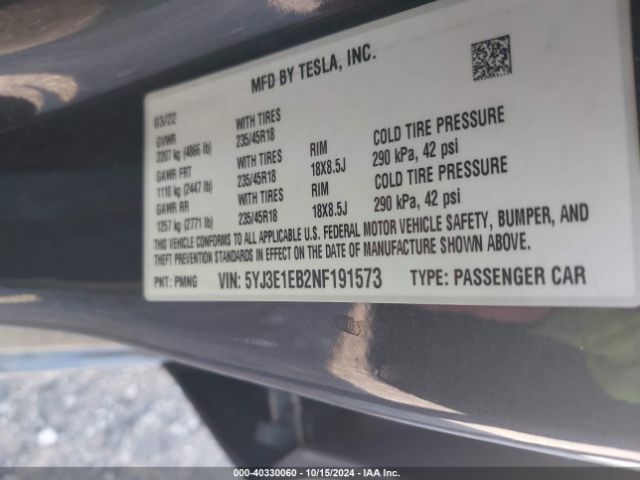 MFD BY TESLA, INC.
03/22
GVWR WITH TIRES
2207 kg (4866 lb) 235/45R18 RIM COLD TIRE PRESSURE
GAWR FRT WITH TIRES 18X8.5J 290 kPa, 42 psi
1110 kg (2447 lb) 235/45R18 RIM COLD TIRE PRESSURE
GAWR RR WITH TIRES 18X8.5J 290 kPa, 42 psi
1257 kg (2771 lb) 235/45R18
THIS VEHICLE CONFORMS TO ALL APPLICABLE U.S. FEDERAL MOTOR VEHICLE SAFETY, BUMPER, AND
THEFT PREVENTION STANDARDS IN EFFECT ON THE DATE OF MANUFACTURE SHOWN ABOVE.
PNT: PMNG VIN: 5YJ3E1EB2NF191573 TYPE: PASSENGER CAR
000-40330060 - 10/15/2024 - IAA Inc.